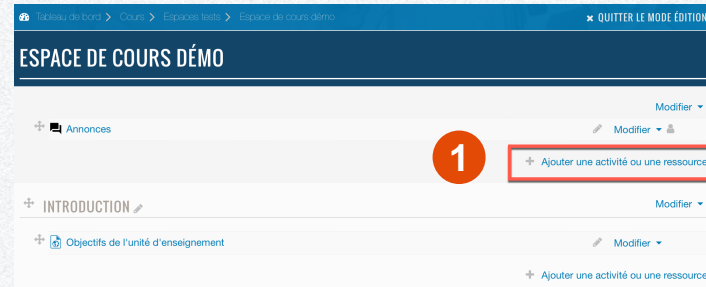 Tableau de bord > Cours > Espaces tests > Espace de cours démo
× QUITTER LE MODE ÉDITION
ESPACE DE COURS DÉMO
Modifier
Annonces
Modifier
1
+ Ajouter une activité ou une ressource
INTRODUCTION
Modifier
Objectifs de l'unité d'enseignement
Modifier
+ Ajouter une activité ou une ressource